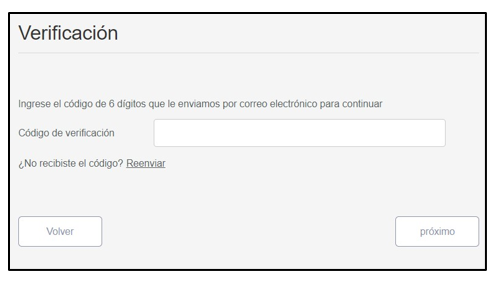 Verificación
Ingrese el código de 6 dígitos que le enviamos por correo electrónico para continuar
Código de verificación
¿No recibiste el código? Reenviar
Volver
próximo